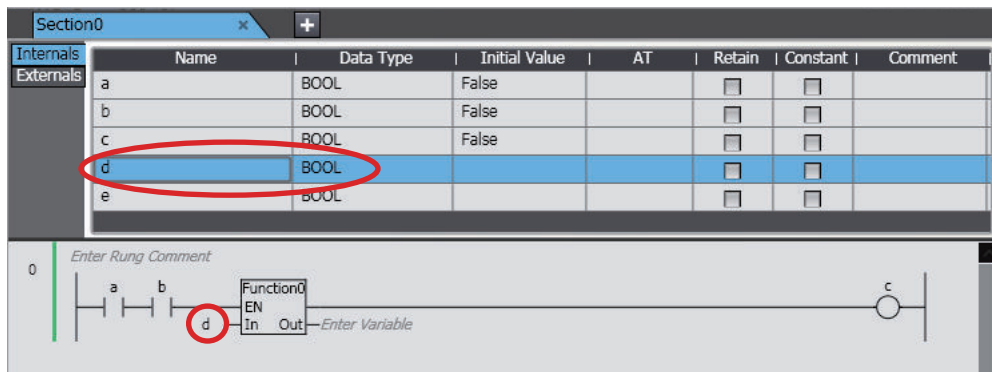 Section0 × +
Internals Name Data Type Initial Value AT Retain Constant Comment
Externals
a BOOL False
b BOOL False
c BOOL False
d BOOL
e BOOL
0 Enter Rung Comment
a b Function0 c
EN
d In Out Enter Variable